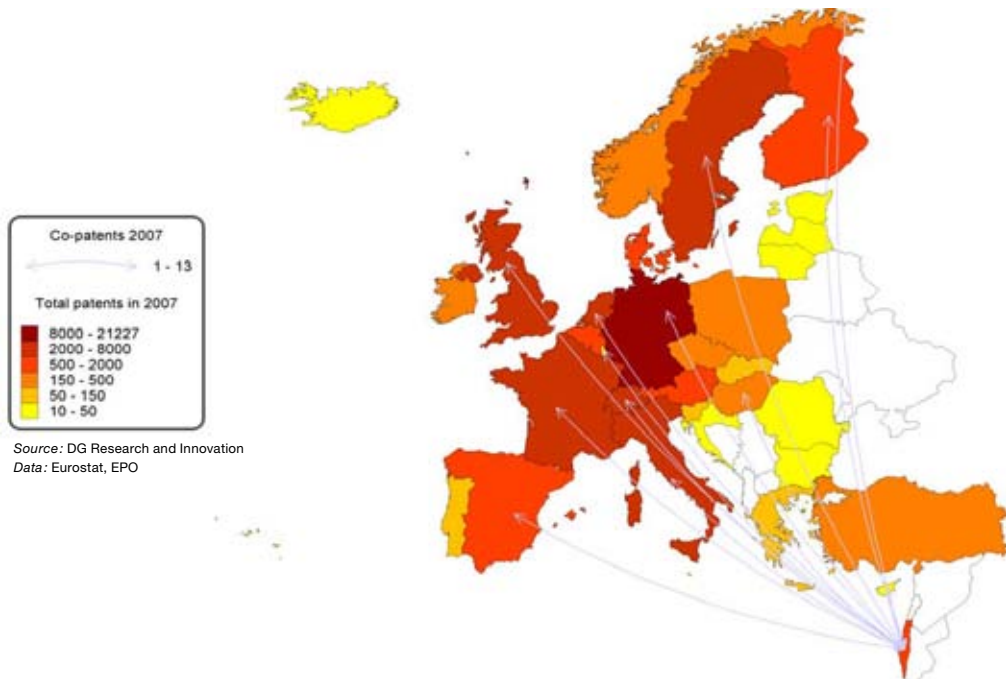 Co-patents 2007
1 - 13
Total patents in 2007
8000 - 21227
2000 - 8000
500 - 2000
150 - 500
50 - 150
10 - 50
Source: DG Research and Innovation
Data: Eurostat, EPO